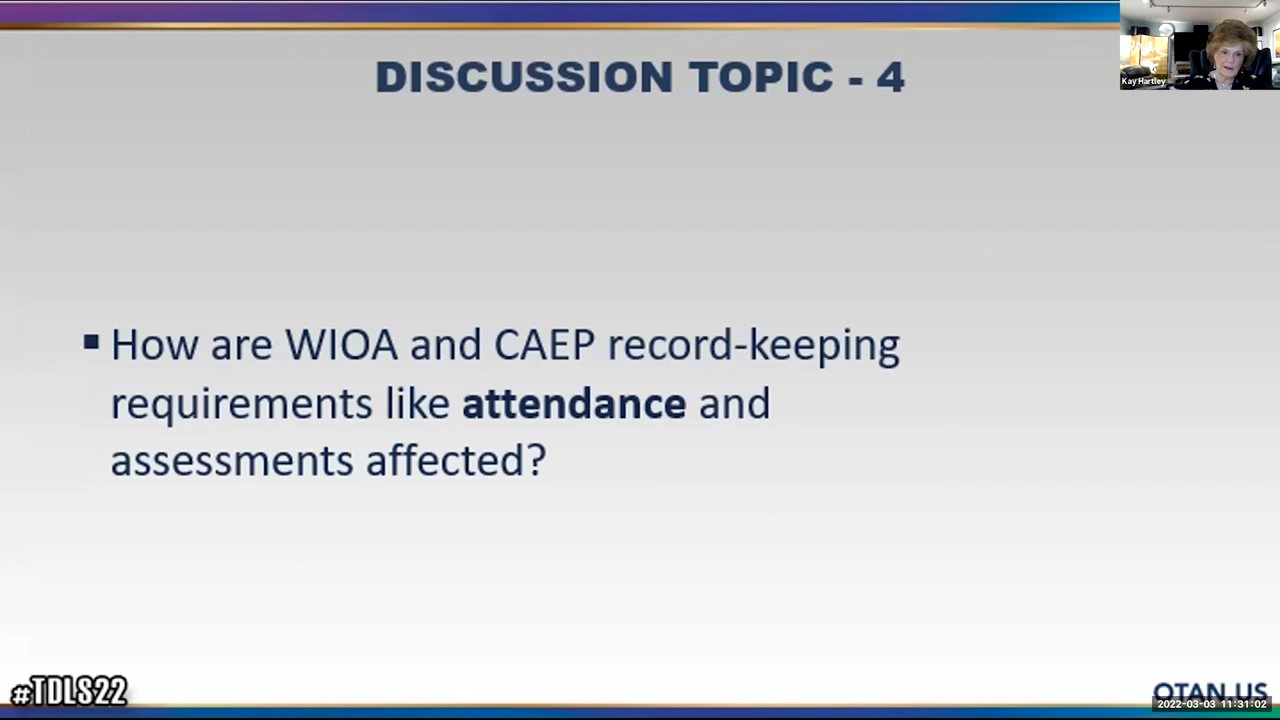 DISCUSSION TOPIC - 4
Kay Hartley
▪ How are WIOA and CAEP record-keeping
requirements like attendance and
assessments affected?
#TDLS22
OTAN.US
2022-03-03 11:31:02